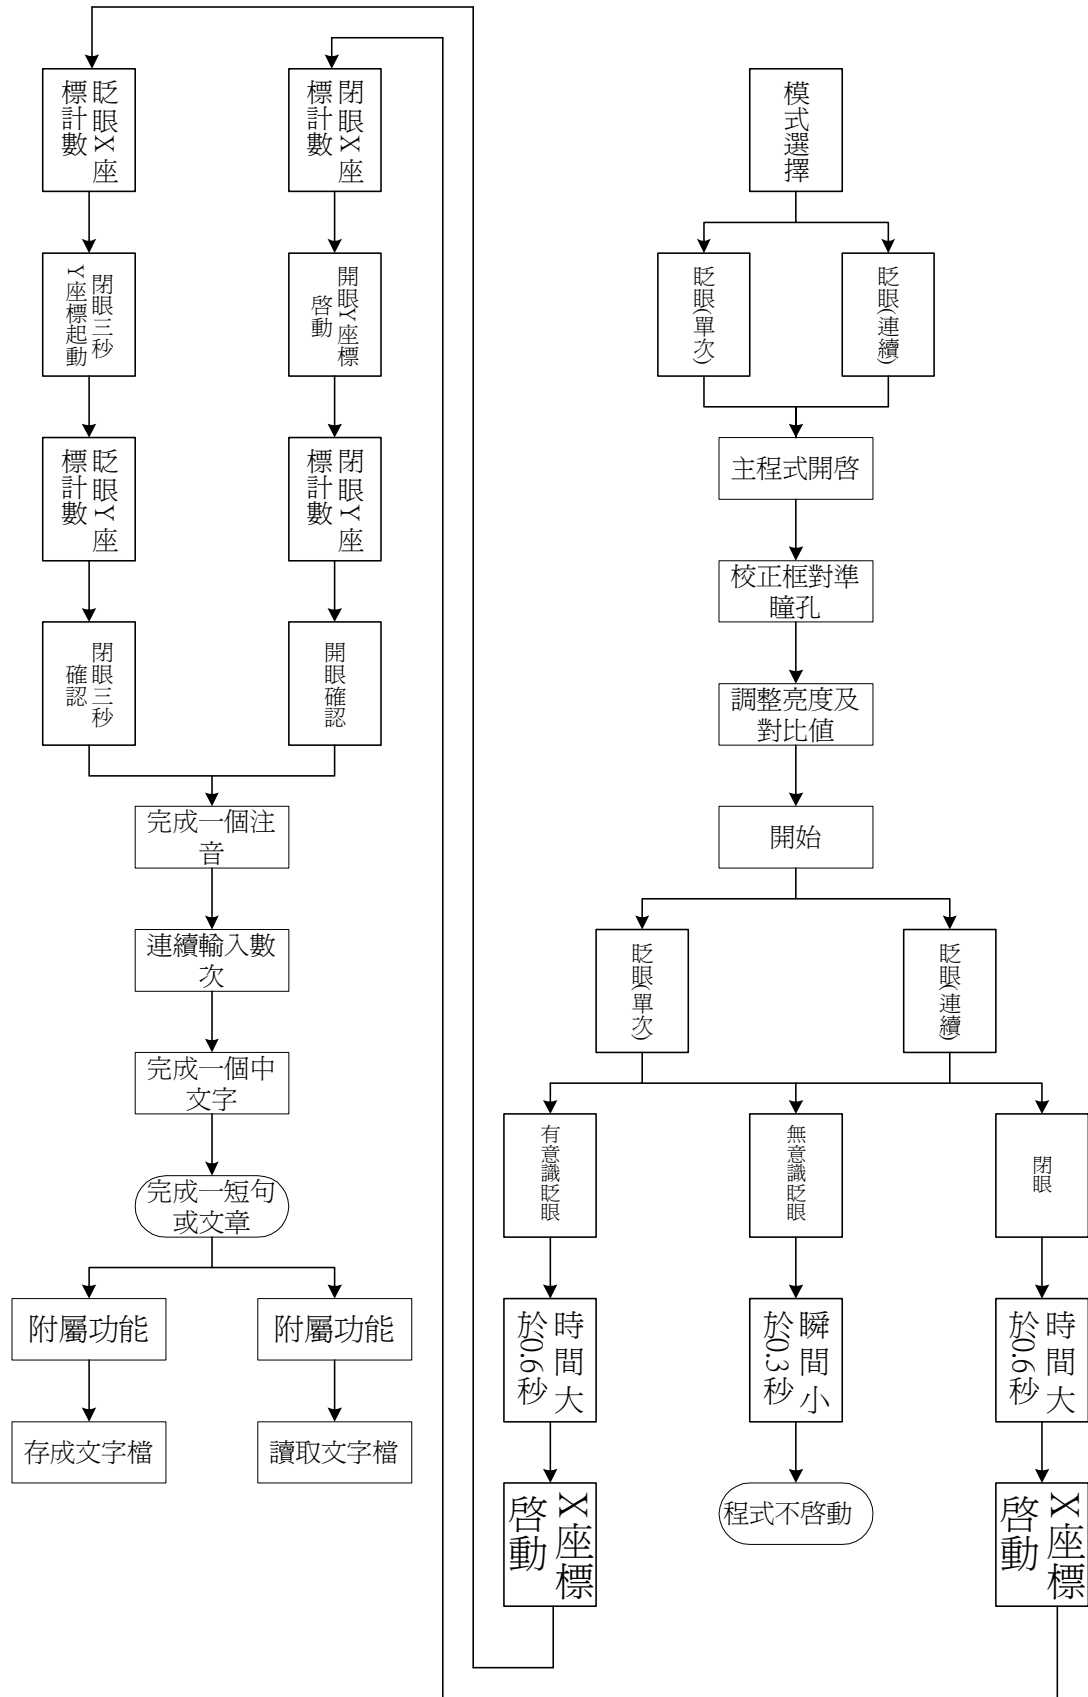 模式選擇
眨眼(單次)
眨眼(連續)
主程式開啓
校正框對準
瞳孔
調整亮度及
對比值
開始
眨眼(單次)
眨眼(連續)
有意識眨眼
無意識眨眼
閉眼
時間大
於0.6秒
瞬間小
於0.3秒
時間大
於0.6秒
X座標
啓動
程式不啓動
X座標
啓動
眨眼X座
標計數
閉眼X座
標計數
閉眼三秒
Y座標起動
開眼Y座標
啓動
眨眼Y座
標計數
閉眼Y座
標計數
閉眼三秒
確認
開眼確認
完成一個注
音
連續輸入數
次
完成一個中
文字
完成一短句
或文章
附屬功能
附屬功能
存成文字檔
讀取文字檔